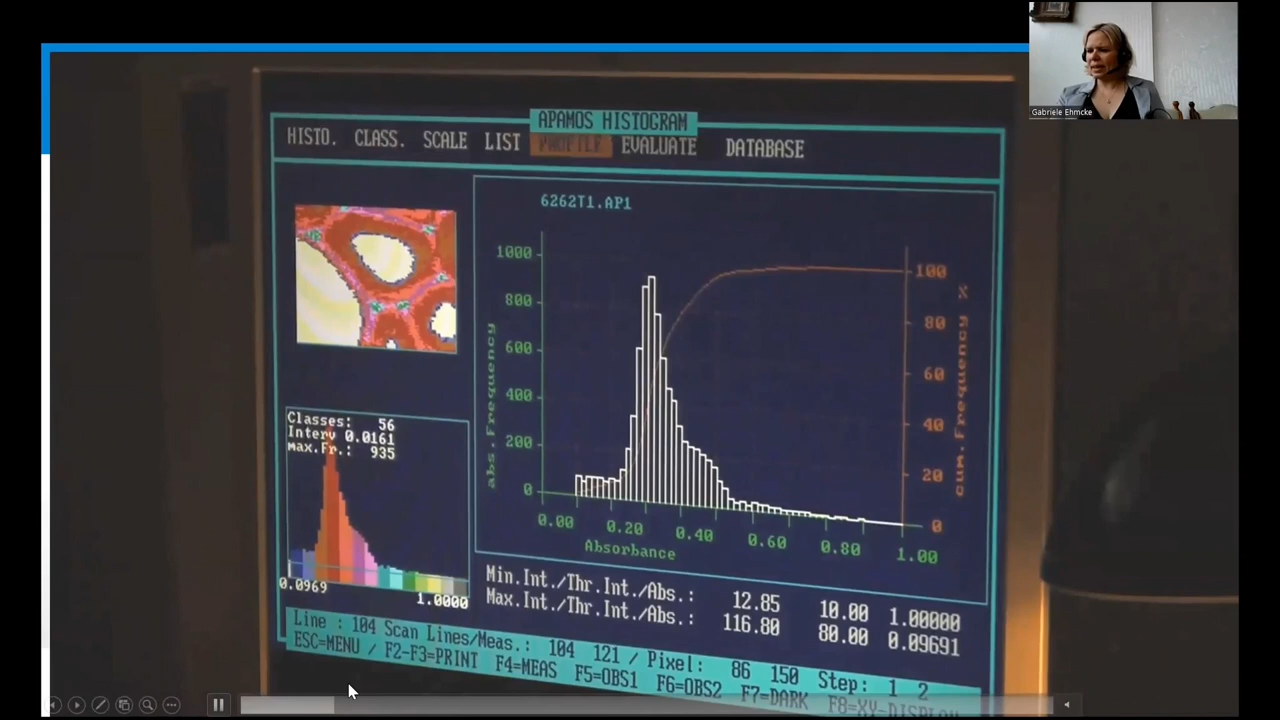 Gabriele Ehmcke
APAMOS HISTOGRAM
HISTO. CLASS. SCALE LIST PROFILE EVALUATE DATABASE
6262T1.AP1
1000
800
600
400
200
0
abs.Frequency
0.00 0.20 0.40 0.60 0.80 1.00
Absorbance
100
80
60
40
20
0
cum.Frequency %
Classes: 56
Interv 0.0161
max.Fr.: 935
0.0969 1.0000
Min.Int./Thr.Int./Abs.: 12.85 10.00 1.00000
Max.Int./Thr.Int./Abs.: 116.80 80.00 0.09691
Line : 104 Scan Lines/Meas.: 104 121 / Pixel: 86 150 Step: 1 2
ESC=MENU / F2-F3=PRINT F4=MEAS F5=OBS1 F6=OBS2 F7=DARK F8=XY-DISPLAY